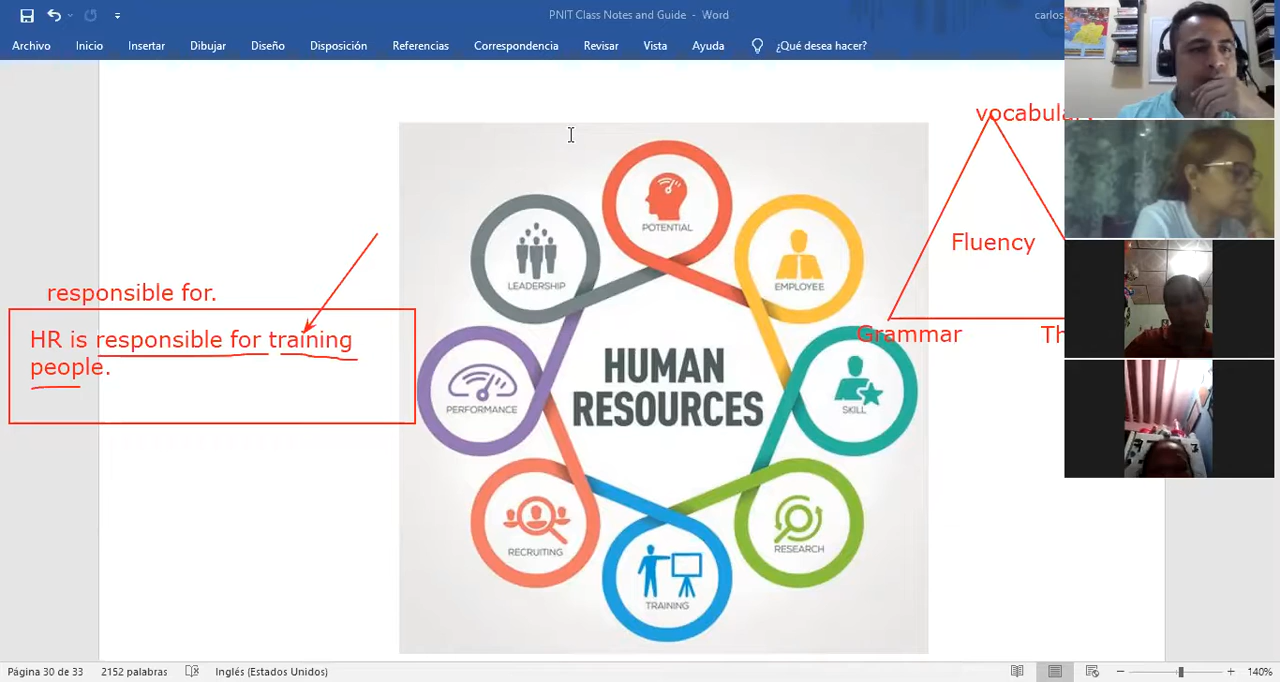 PNIT Class Notes and Guide - Word
carlos
Archivo Inicio Insertar Dibujar Diseño Disposición Referencias Correspondencia Revisar Vista Ayuda ¿Qué desea hacer?
responsible for.
HR is responsible for training
people.
POTENTIAL
EMPLOYEE
SKILL
RESEARCH
TRAINING
RECRUITING
PERFORMANCE
LEADERSHIP
HUMAN
RESOURCES
Fluency
Grammar
Página 30 de 33 2152 palabras Inglés (Estados Unidos) 140%